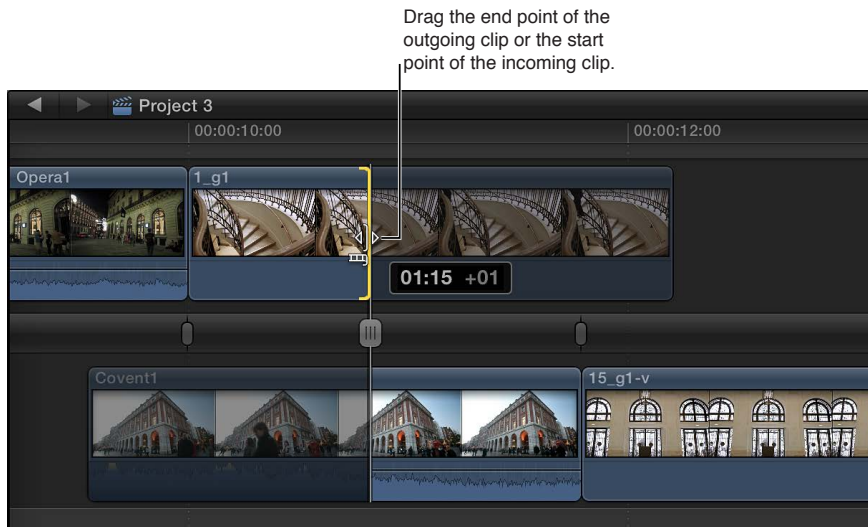 Drag the end point of the
outgoing clip or the start
point of the incoming clip.
Project 3
00:00:10:00
00:00:12:00
Opera1
1_g1
01:15 +01
Covent1
15_g1-v